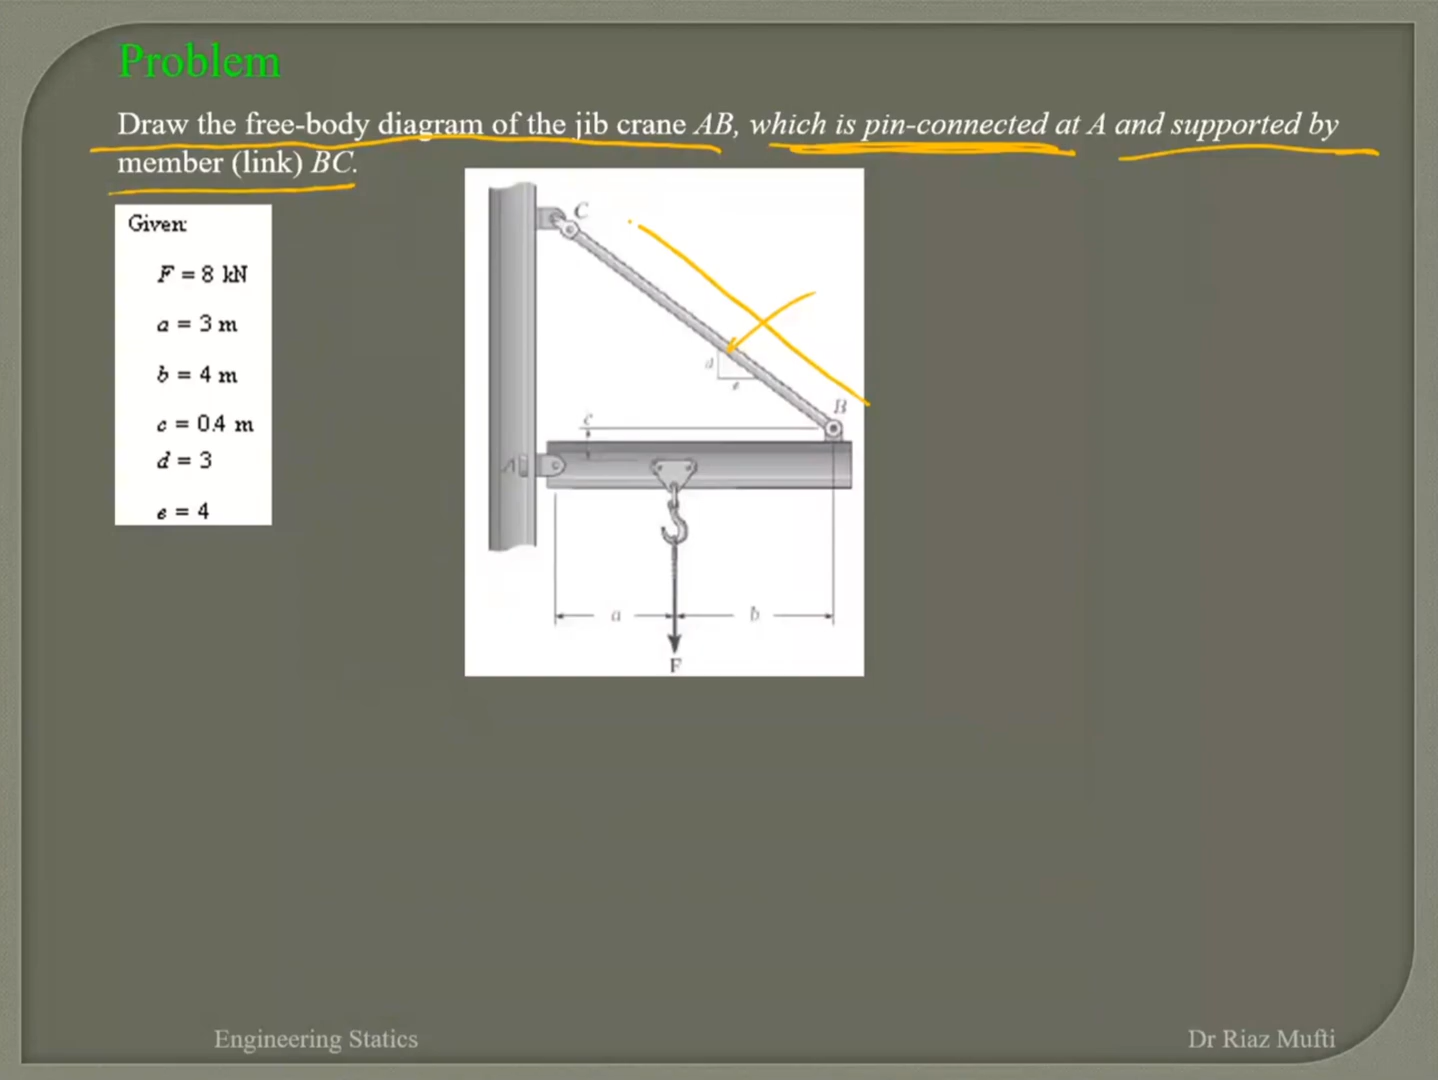 Problem
Draw the free-body diagram of the jib crane AB, which is pin-connected at A and supported by
member (link) BC.
Given:
F = 8 kN
a = 3 m
b = 4 m
c = 0.4 m
d = 3
e = 4
C
d
e
B
c
A
a
b
F
Engineering Statics
Dr Riaz Mufti